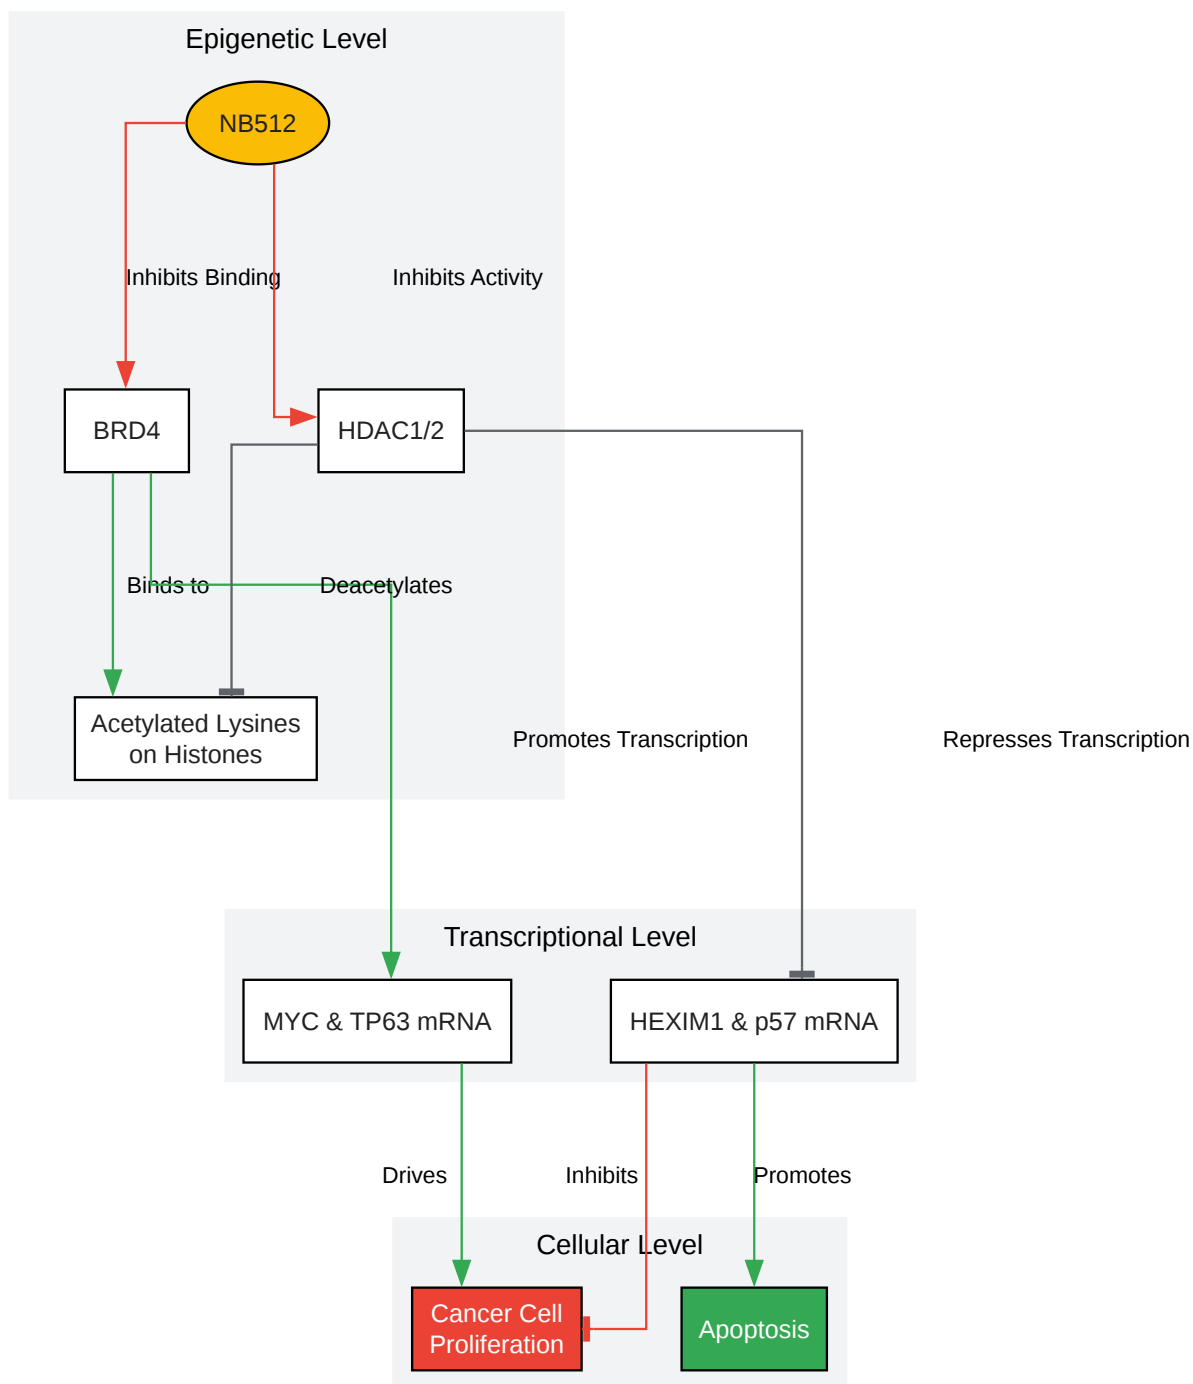 Epigenetic Level
NB512
Inhibits Binding
Inhibits Activity
BRD4
HDAC1/2
Binds to
Deacetylates
Acetylated Lysines
on Histones
Promotes Transcription
Represses Transcription
Transcriptional Level
MYC & TP63 mRNA
HEXIM1 & p57 mRNA
Drives
Inhibits
Promotes
Cellular Level
Cancer Cell
Proliferation
Apoptosis